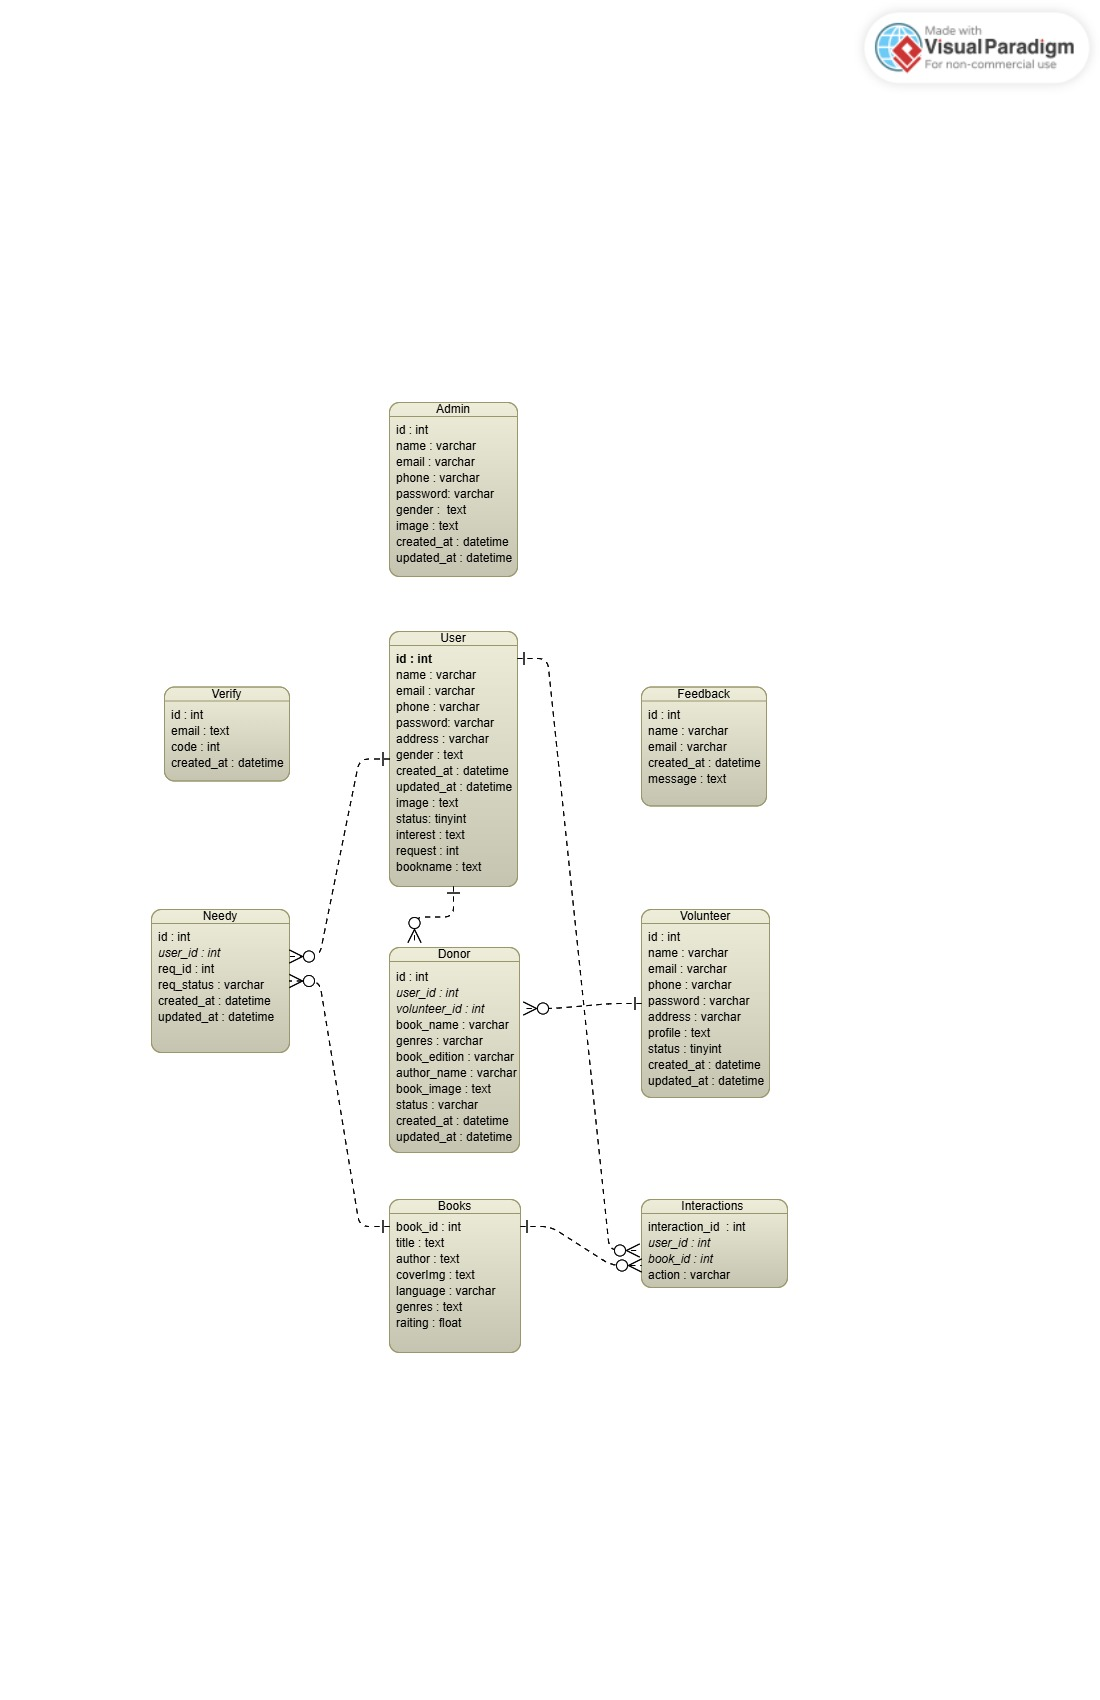 Made with
Visual Paradigm
For non-commercial use
Admin
id : int
name : varchar
email : varchar
phone : varchar
password: varchar
gender :  text
image : text
created_at : datetime
updated_at : datetime
User
id : int
name : varchar
email : varchar
phone : varchar
password: varchar
address : varchar
gender : text
created_at : datetime
updated_at : datetime
image : text
status: tinyint
interest : text
request : int
bookname : text
Verify
id : int
email : text
code : int
created_at : datetime
Feedback
id : int
name : varchar
email : varchar
created_at : datetime
message : text
Needy
id : int
user_id : int
req_id : int
req_status : varchar
created_at : datetime
updated_at : datetime
Donor
id : int
user_id : int
volunteer_id : int
book_name : varchar
genres : varchar
book_edition : varchar
author_name : varchar
book_image : text
status : varchar
created_at : datetime
updated_at : datetime
Volunteer
id : int
name : varchar
email : varchar
phone : varchar
password : varchar
address : varchar
profile : text
status : tinyint
created_at : datetime
updated_at : datetime
Books
book_id : int
title : text
author : text
coverImg : text
language : varchar
genres : text
raiting : float
Interactions
interaction_id  : int
user_id : int
book_id : int
action : varchar